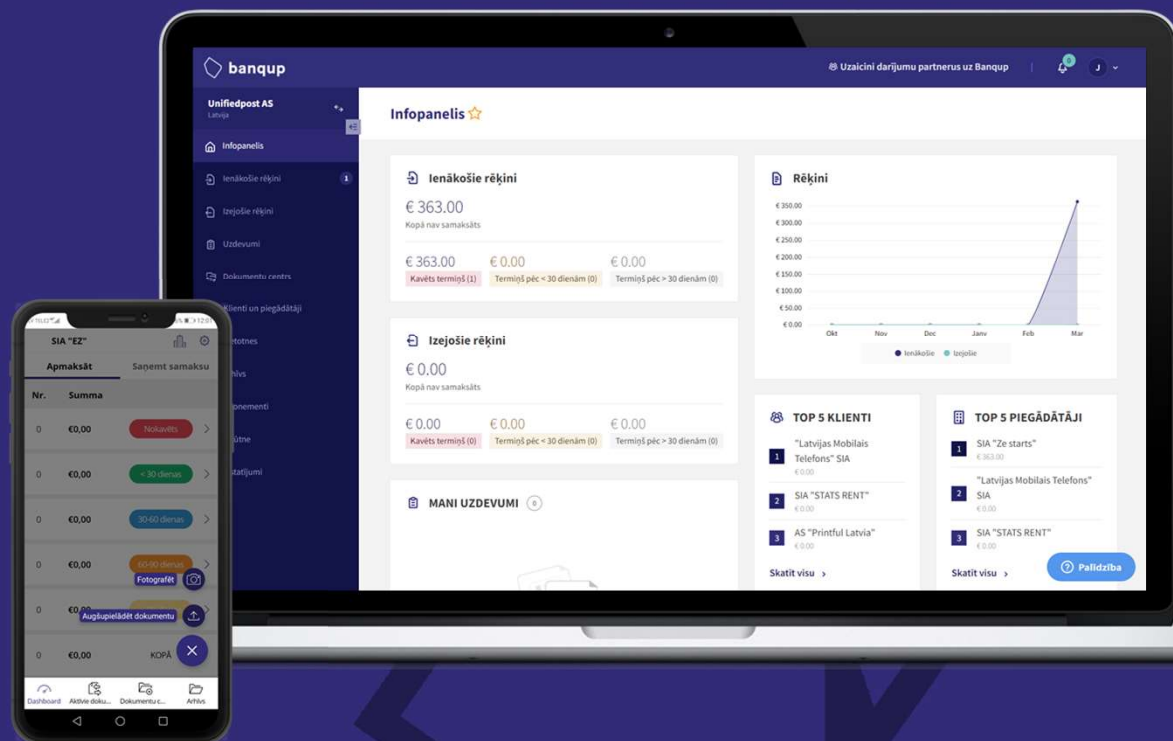 banqup
Uzaicini darījumu partnerus uz Banqup
0
J
Unifiedpost AS
Latvija
Infopanelis
Ienākošie rēķini
1
Izejošie rēķini
Uzdevumi
Dokumentu centrs
Klienti un piegādātāji
Infopanelis
Ienākošie rēķini
€ 363.00
Kopā nav samaksāts
€ 363.00 € 0.00 € 0.00
Kavēts termiņš (1) Termiņš pēc < 30 dienām (0) Termiņš pēc > 30 dienām (0)
Izejošie rēķini
€ 0.00
Kopā nav samaksāts
€ 0.00 € 0.00 € 0.00
Kavēts termiņš (0) Termiņš pēc < 30 dienām (0) Termiņš pēc > 30 dienām (0)
MANI UZDEVUMI 0
Rēķini
€ 350.00
€ 300.00
€ 250.00
€ 200.00
€ 150.00
€ 100.00
€ 50.00
€ 0.00
Okt Nov Dec Janv Feb Mar
Ienākošie Izejošie
TOP 5 KLIENTI
1 "Latvijas Mobilais
Telefons" SIA
€ 0.00
2 SIA "STATS RENT"
€ 0.00
3 AS "Printful Latvia"
€ 0.00
Skatīt visu
TOP 5 PIEGĀDĀTĀJI
1 SIA "Ze starts"
€ 363.00
"Latvijas Mobilais Telefons"
2 SIA
€ 0.00
3 SIA "STATS RENT"
€ 0.00
Skatīt visu
Palīdzība
12:01
SIA "EZ"
Apmaksāt Saņemt samaksu
Nr. Summa
0 €0,00 Nokavēts
0 €0,00 < 30 dienas
0 €0,00 30-60 dienas
0 €0,00 60-90 dienas
Fotografēt
0
Augšupielādēt dokumentu
0 €0,00 KOPĀ
Dashboard Aktīvie doku... Dokumentu c... Arhīvs